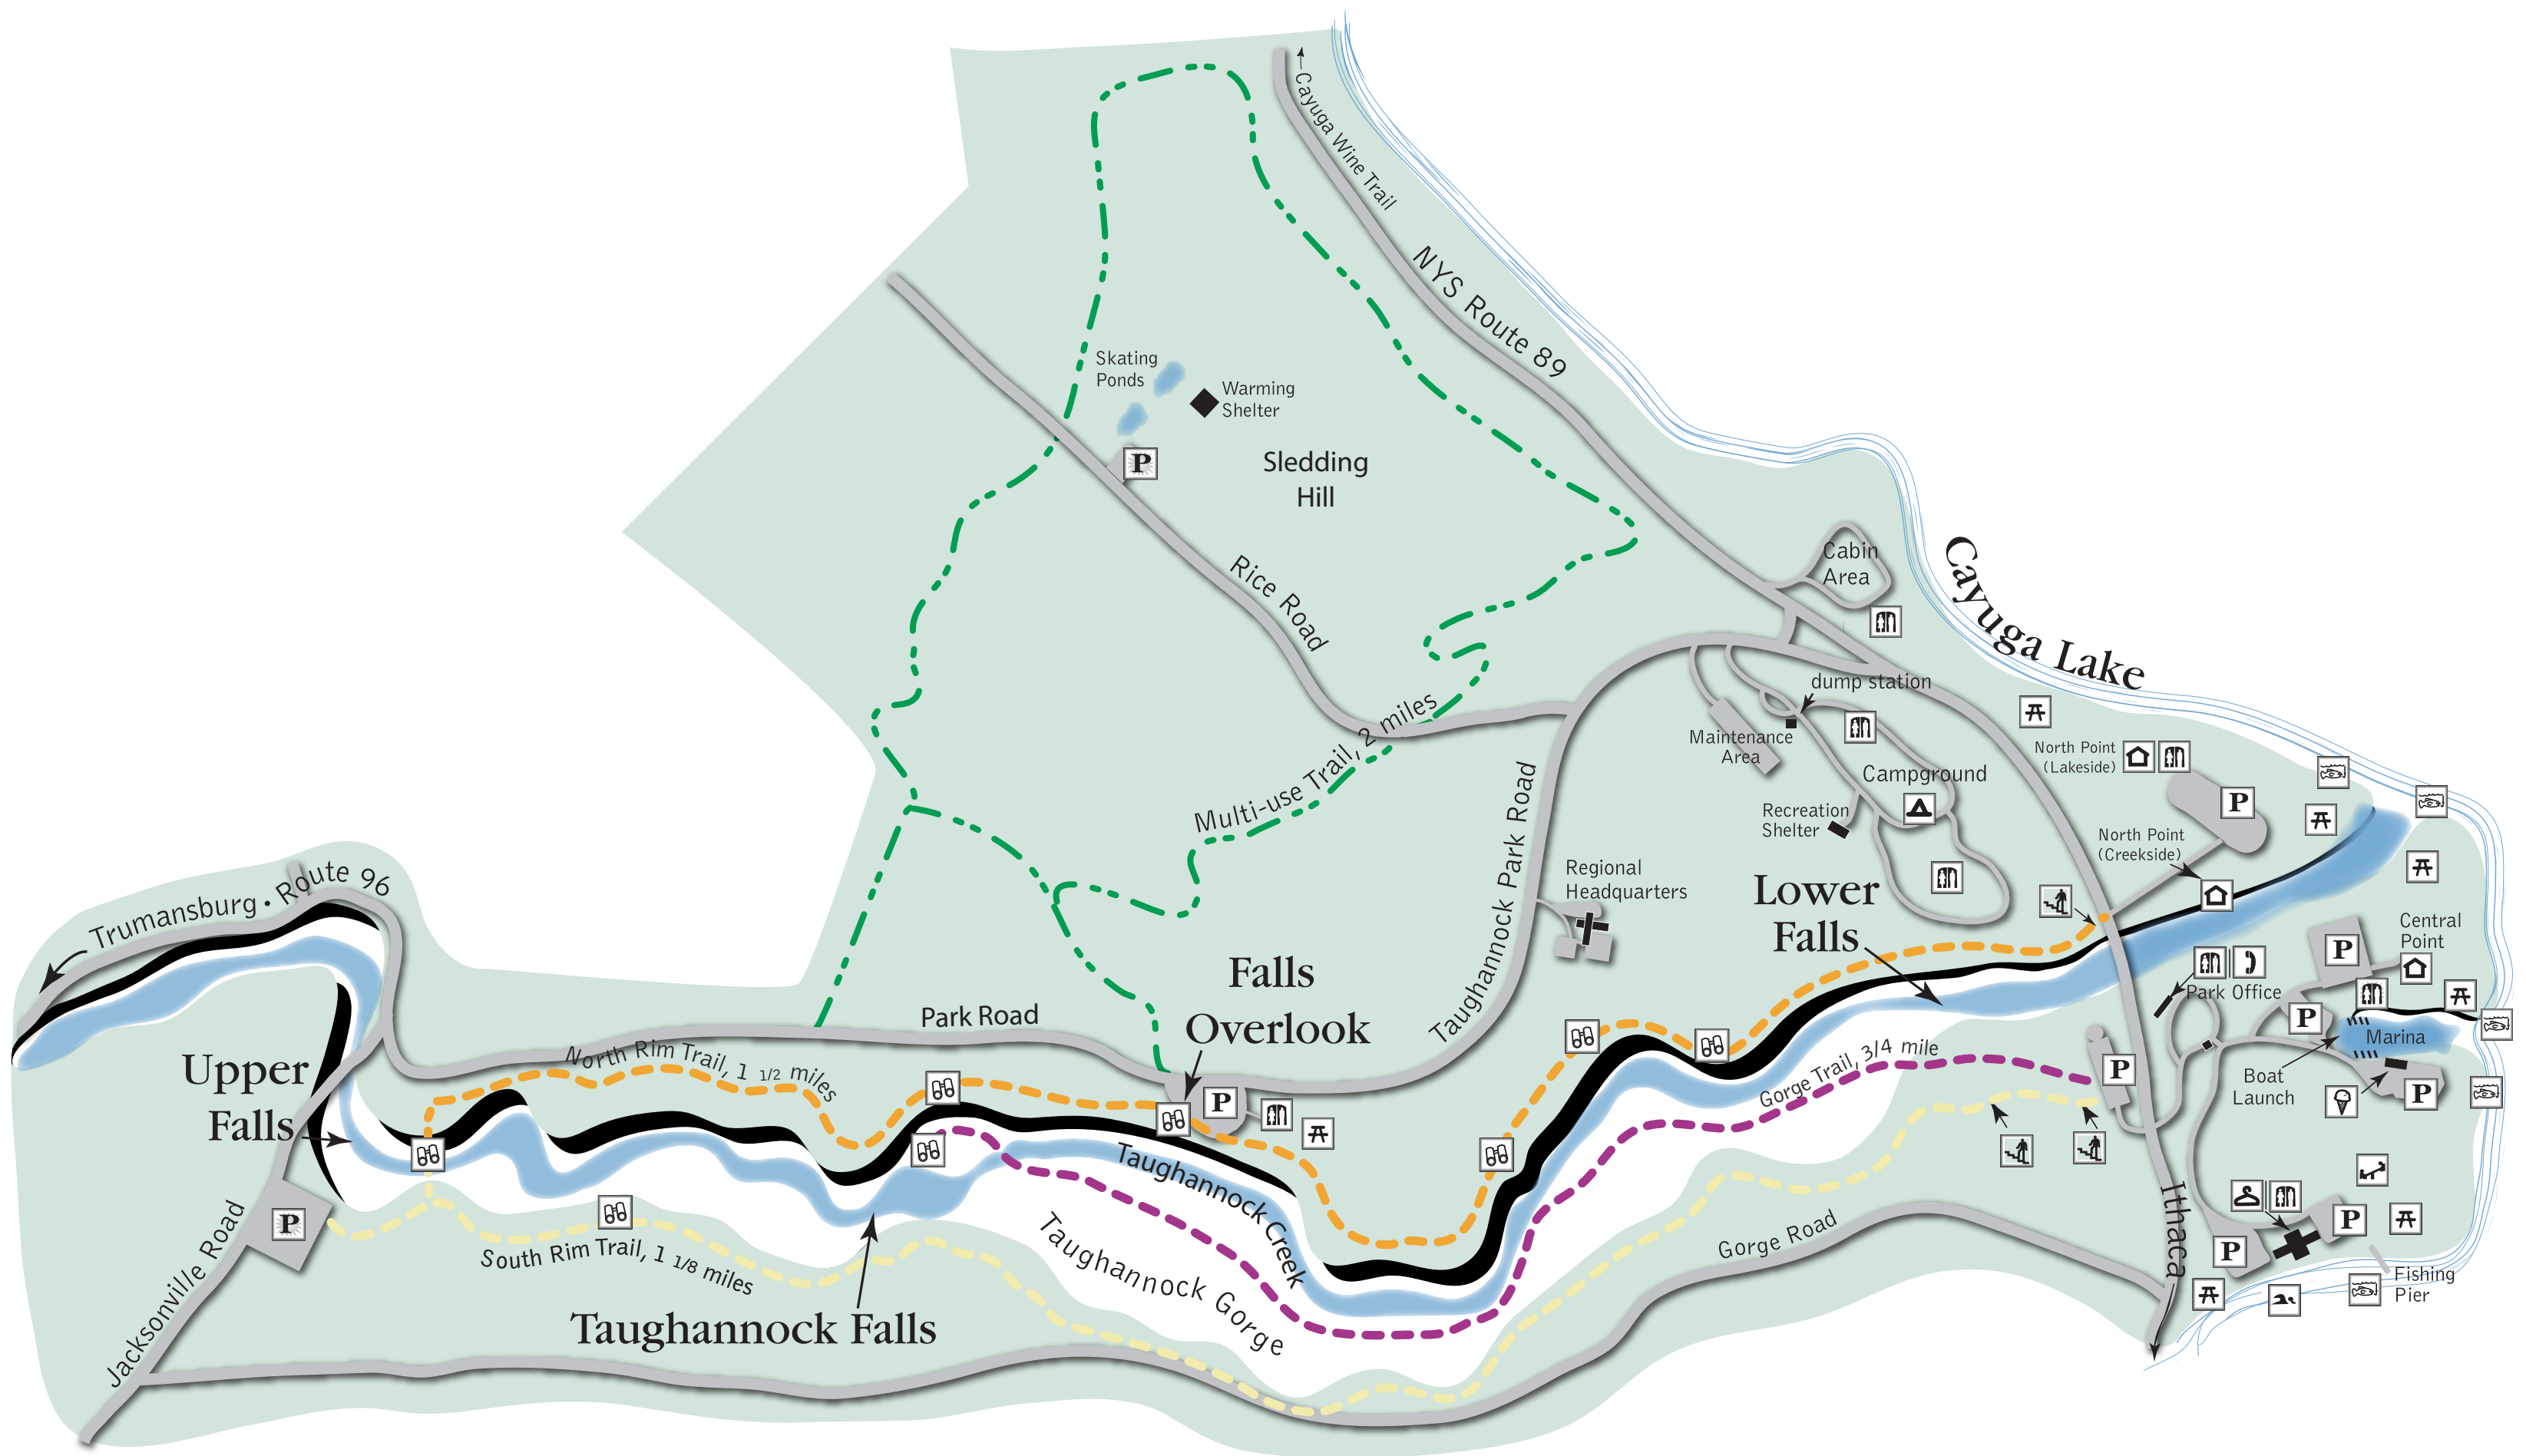 Cayuga Wine Trail
NYS Route 89
Skating
Ponds
Warming
Shelter
P
Sledding
Hill
Rice Road
Cabin
Area
Cayuga Lake
dump station
Maintenance
Area
Campground
Recreation
Shelter
North Point
(Lakeside)
P
North Point
(Creekside)
Multi-use Trail, 2 miles
Taughannock Park Road
Regional
Headquarters
Lower
Falls
Central
Point
P
Park Office
P
Marina
Boat
Launch
P
P
Trumansburg • Route 96
Falls
Overlook
Park Road
North Rim Trail, 1 1/2 miles
P
Gorge Trail, 3/4 mile
Upper
Falls
Taughannock Creek
Taughannock Gorge
P
South Rim Trail, 1 1/8 miles
Taughannock Falls
Jacksonville Road
Gorge Road
Ithaca
P
P
Fishing
Pier